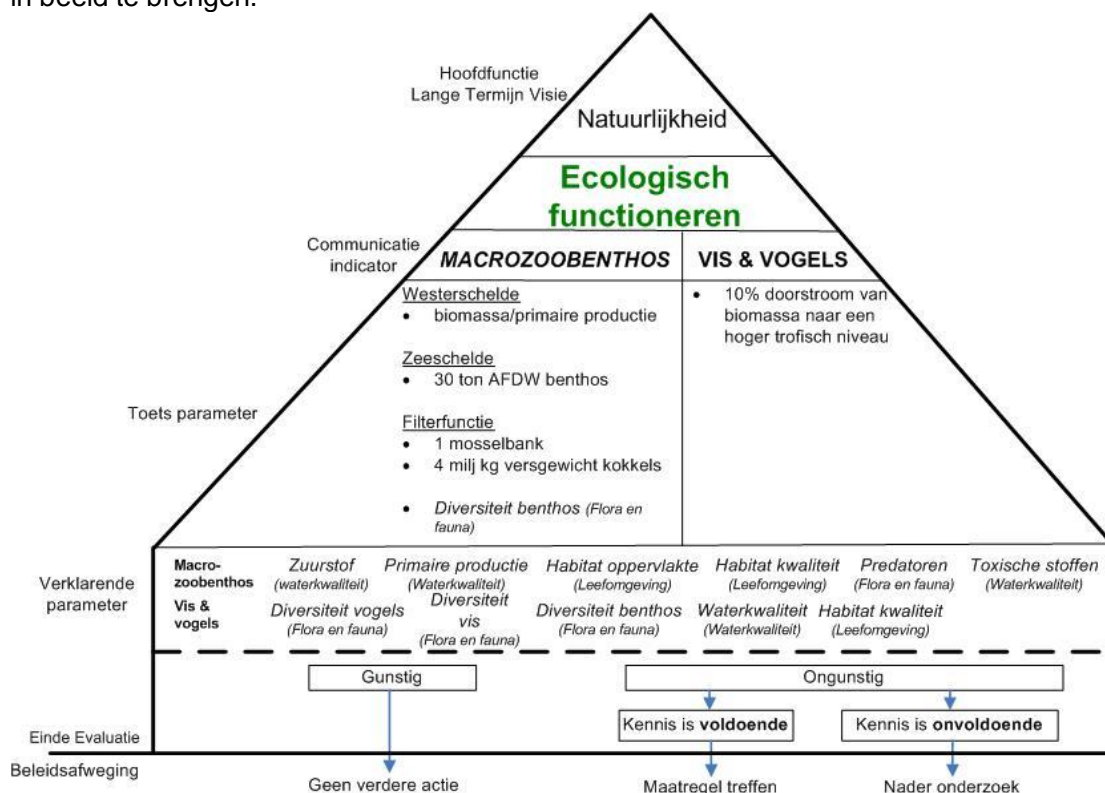 in beeld te brengen.
Hoofdfunctie
Lange Termijn Visie
Natuurlijkheid
Ecologisch
functioneren
Communicatie
indicator
MACROZOOBENTHOS
VIS & VOGELS
Westerschelde
• biomassa/primaire productie
Zeeschelde
• 30 ton AFDW benthos
Filterfunctie
• 1 mosselbank
• 4 milj kg versgewicht kokkels
• Diversiteit benthos (Flora en
fauna)
• 10% doorstroom van
biomassa naar een
hoger trofisch niveau
Toets parameter
Verklarende
parameter
Macro-
zoobenthos
Zuurstof
(waterkwaliteit)
Primaire productie
(Waterkwaliteit)
Habitat oppervlakte
(Leefomgeving)
Habitat kwaliteit
(Leefomgeving)
Predatoren
(Flora en fauna)
Toxische stoffen
(Waterkwaliteit)
Vis &
vogels
Diversiteit vogels
(Flora en fauna)
Diversiteit
vis
(Flora en fauna)
Diversiteit benthos
(Flora en fauna)
Waterkwaliteit
(Waterkwaliteit)
Habitat kwaliteit
(Leefomgeving)
Gunstig
Ongunstig
Kennis is voldoende
Kennis is onvoldoende
Einde Evaluatie
Beleidsafweging
Geen verdere actie
Maatregel treffen
Nader onderzoek